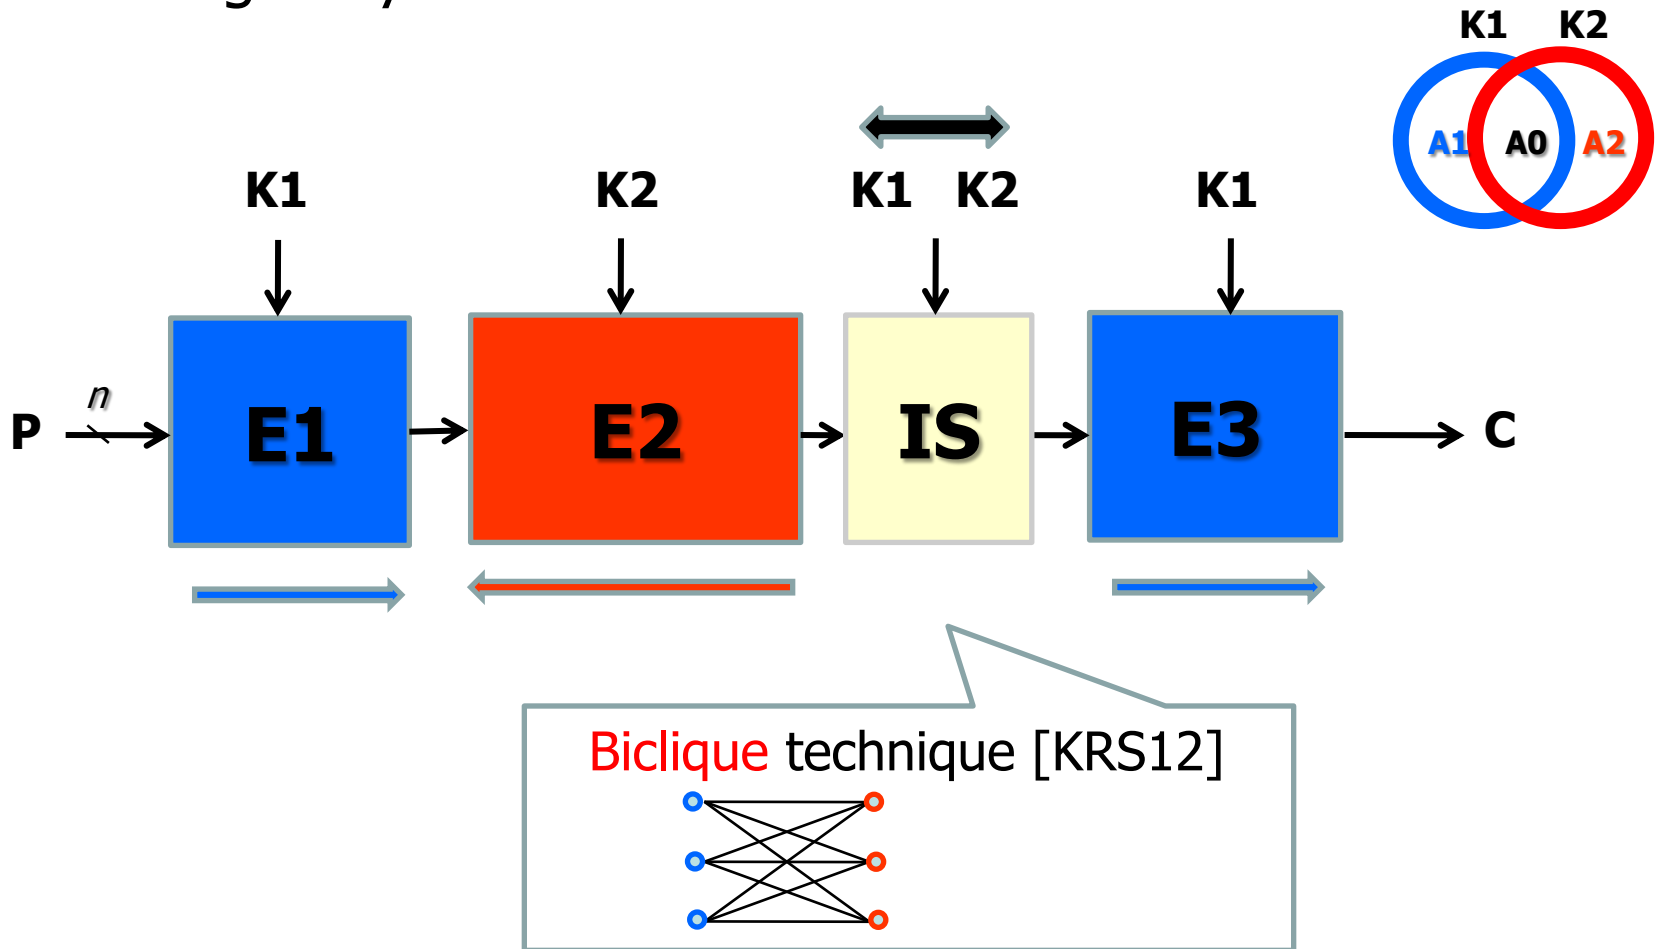 K1 K2
A1 A0 A2
K1 K2 K1 K2 K1
n
P E1 E2 IS E3 C
Biclique technique [KRS12]